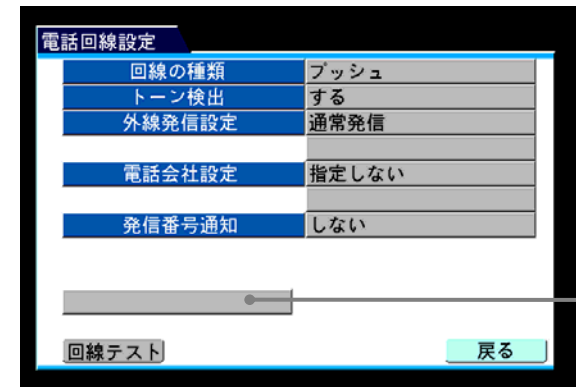 電話回線設定
回線の種類 プッシュ
トーン検出 する
外線発信設定 通常発信
電話会社設定 指定しない
発信番号通知 しない
回線テスト 戻る